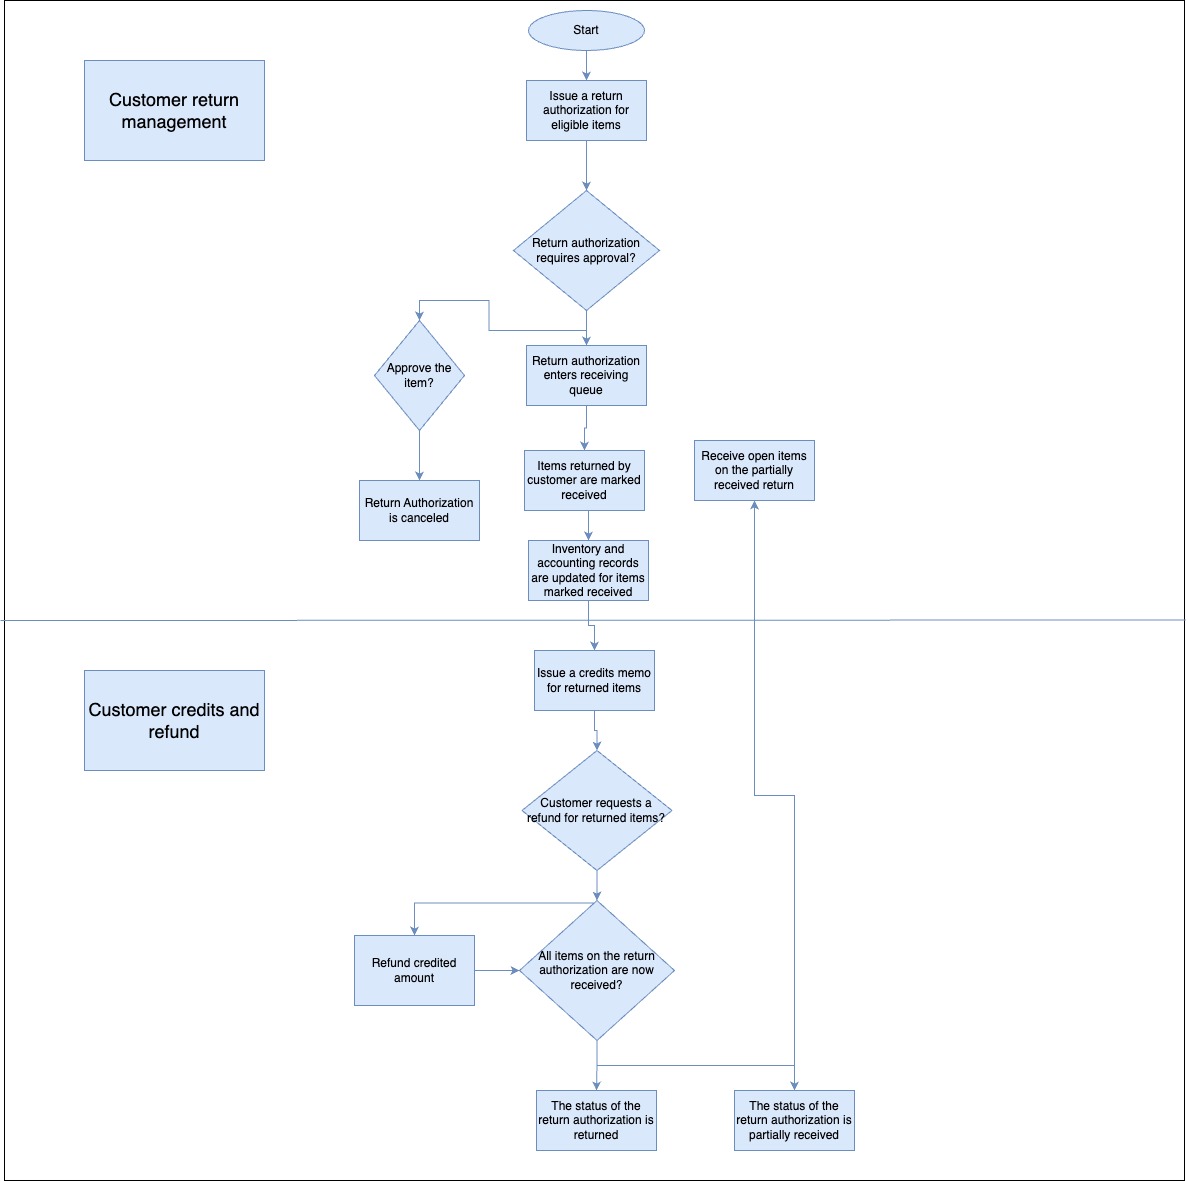 Start
Customer return
management
Issue a return
authorization for
eligible items
Return authorization
requires approval?
Approve the
item?
Return authorization
enters receiving
queue
Return Authorization
is canceled
Items returned by
customer are marked
received
Receive open items
on the partially
received return
Inventory and
accounting records
are updated for items
marked received
Customer credits and
refund
Issue a credits memo
for returned items
Customer requests a
refund for returned items?
Refund credited
amount
All items on the return
authorization are now
received?
The status of the
return authorization is
returned
The status of the
return authorization is
partially received